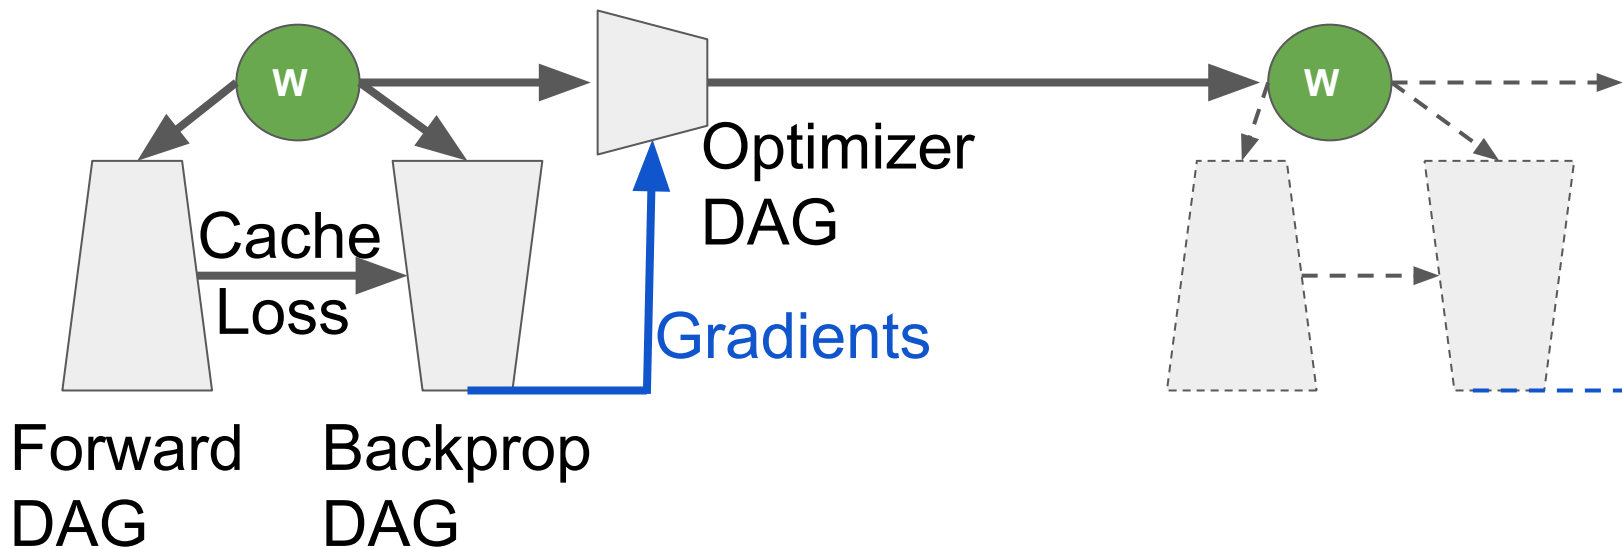 W
W
Optimizer
DAG
Cache
Loss
Gradients
Forward
DAG
Backprop
DAG